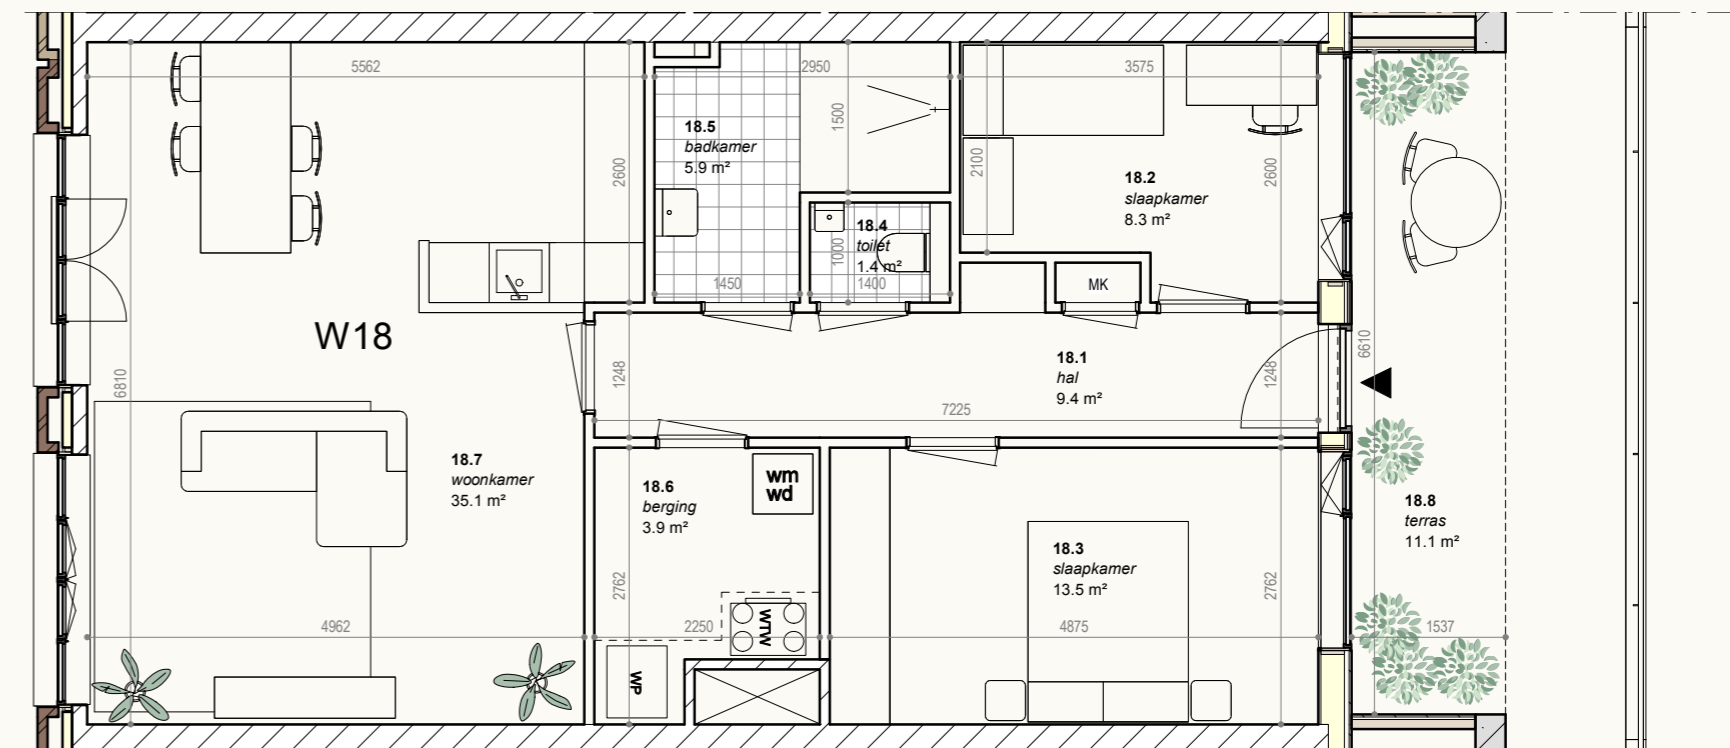 5562
2950
3575
18.5
badkamer
5.9 m²
1500
2600
2100
2600
18.2
slaapkamer
8.3 m²
18.4
toilet
1.4 m²
1000
1450
1400
MK
W18
6810
1248
18.1
hal
9.4 m²
1248
6610
7225
18.7
woonkamer
35.1 m²
18.6
berging
3.9 m²
wm
wd
18.8
terras
11.1 m²
18.3
slaapkamer
13.5 m²
2762
2762
4962
2250
WTW
4875
1537
WP